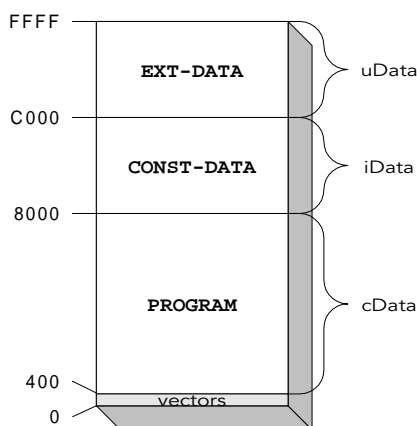 FFFF
EXT-DATA
uData
C000
CONST-DATA
iData
8000
PROGRAM
cData
400
vectors
0